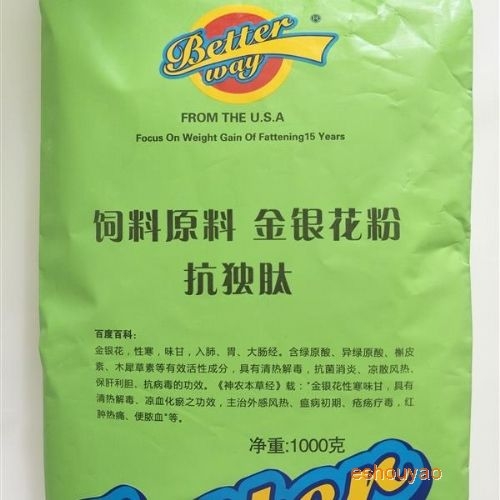 Better
way
®
FROM THE U.S.A
Focus On Weight Gain Of Fattening15 Years
饲料原料 金银花粉
抗独肽
百度百科：
金银花，性寒，味甘，入肺、胃、大肠经。含绿原酸、异绿原酸、槲皮
素、木犀草素等有效活性成分，具有清热解毒，抗菌消炎、凉散风热、
保肝利胆、抗病毒的功效。《神农本草经》载："金银花性寒味甘，具有
清热解毒、凉血化瘀之功效，主治外感风热、瘟病初期、疮疡疔毒，红
肿热痛、便脓血"等。
净重:1000克
eshouyao
Better